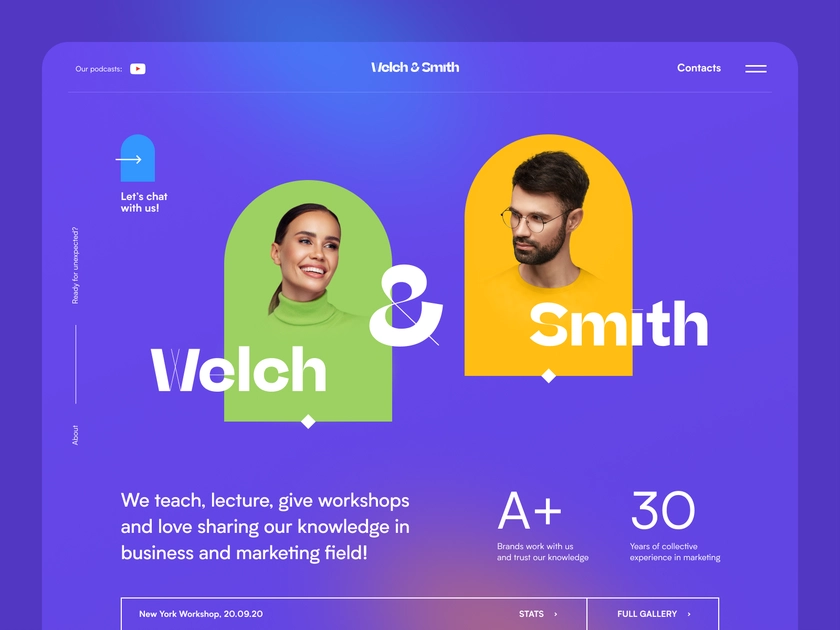 Our podcasts:
Welch & Smith
Contacts
Let's chat
with us!
Ready for unexpected?
About
Welch
&
Smith
We teach, lecture, give workshops
and love sharing our knowledge in
business and marketing field!
A+
Brands work with us
and trust our knowledge
30
Years of collective
experience in marketing
New York Workshop, 20.09.20
STATS
FULL GALLERY